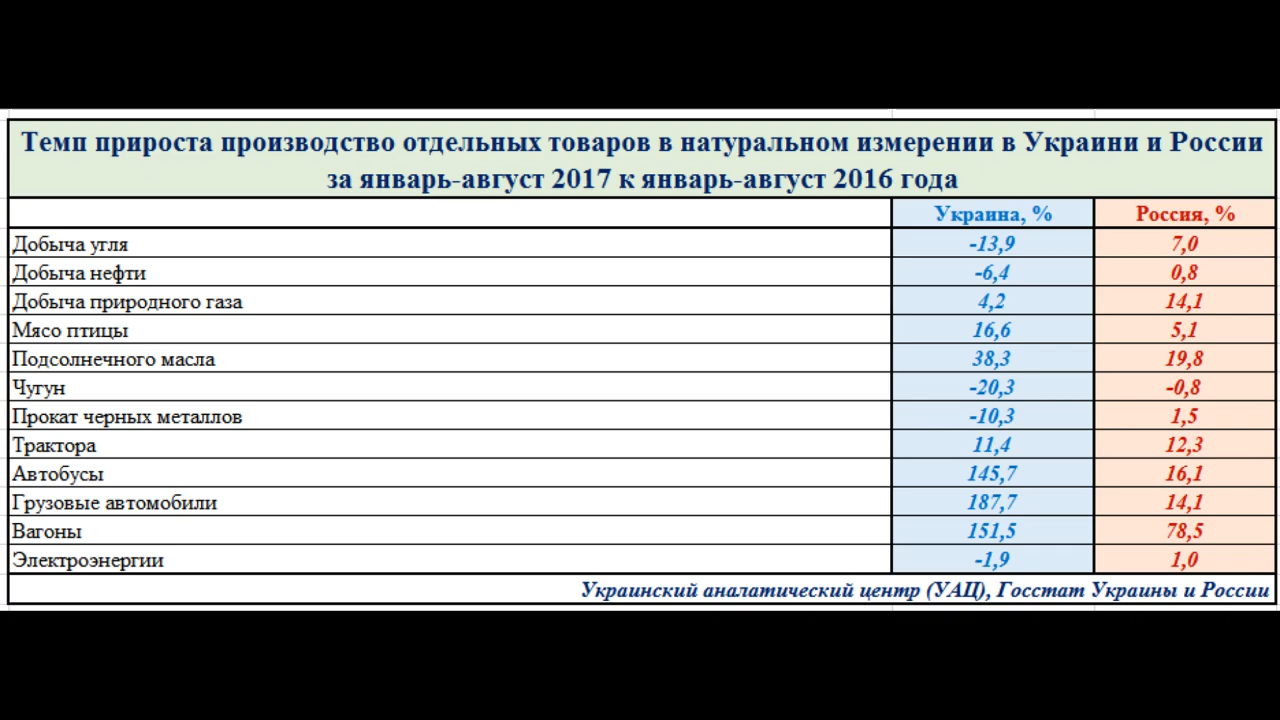 Темп прироста производство отдельных товаров в натуральном измерении в Украини и России
за январь-август 2017 к январь-август 2016 года
Украина, % Россия, %
Добыча угля -13,9 7,0
Добыча нефти -6,4 0,8
Добыча природного газа 4,2 14,1
Мясо птицы 16,6 5,1
Подсолнечного масла 38,3 19,8
Чугун -20,3 -0,8
Прокат черных металлов -10,3 1,5
Трактора 11,4 12,3
Автобусы 145,7 16,1
Грузовые автомобили 187,7 14,1
Вагоны 151,5 78,5
Электроэнергии -1,9 1,0
Украинский аналатический центр (УАЦ), Госстат Украины и России